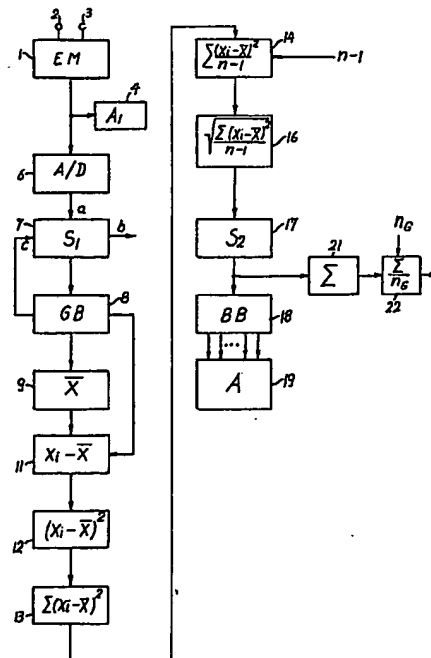 2 3
1 EM
4 A1
6 A/D
a
7 S1 b
c
GB 8
9 X̄
11 Xi-X̄
12 (Xi-X̄)²
13 Σ(Xi-X̄)²
Σ(Xi-X̄)²/n-1 14
n-1
√Σ(Xi-X̄)²/n-1 16
S2 17
Σ 21
nG
Σ/nG 22
BB 18
...
A 19